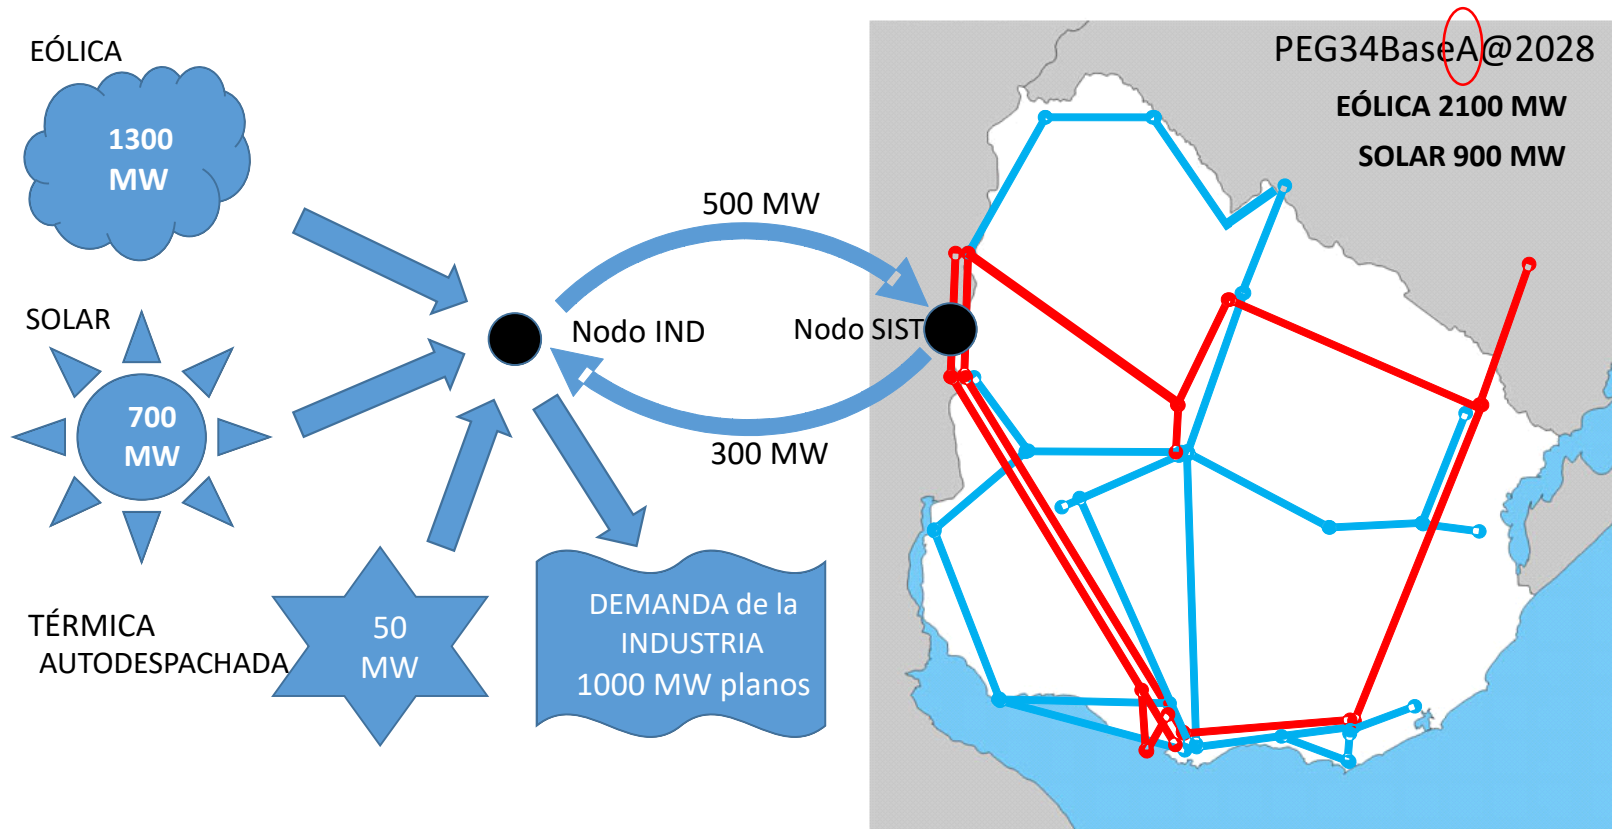 EÓLICA
1300
MW
SOLAR
700
MW
TÉRMICA
AUTODESPACHADA
50
MW
DEMANDA de la
INDUSTRIA
1000 MW planos
500 MW
Nodo IND
Nodo SIST
300 MW
PEG34BaseA@2028
EÓLICA 2100 MW
SOLAR 900 MW